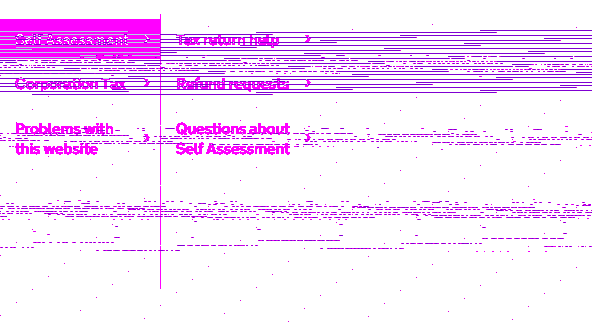 Self Assessment
Tax return help
Corporation Tax
Refund requests
Problems with
this website
Questions about
Self Assessment